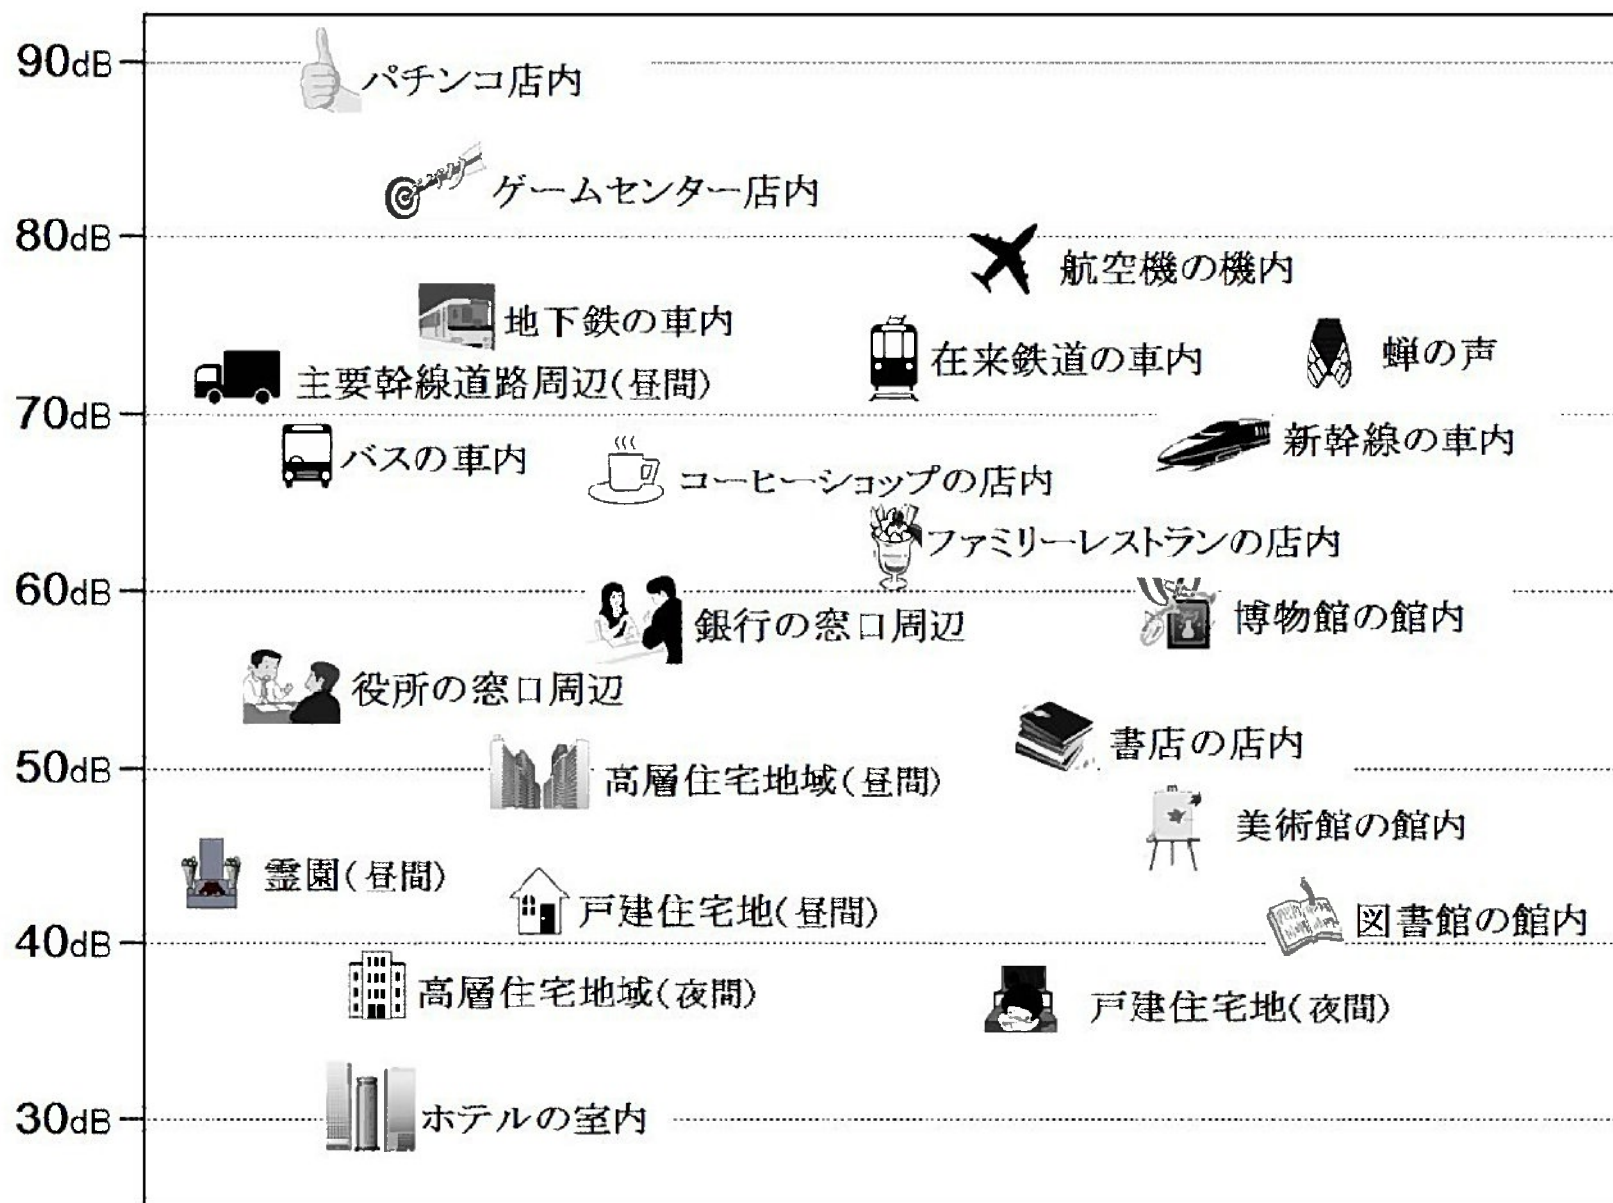 90dB
パチンコ店内
ゲームセンター店内
80dB
航空機の機内
地下鉄の車内
在来鉄道の車内
蝉の声
主要幹線道路周辺(昼間)
70dB
新幹線の車内
バスの車内
コーヒーショップの店内
ファミリーレストランの店内
60dB
銀行の窓口周辺
博物館の館内
役所の窓口周辺
書店の店内
50dB
高層住宅地域(昼間)
美術館の館内
霊園(昼間)
戸建住宅地(昼間)
図書館の館内
40dB
高層住宅地域(夜間)
戸建住宅地(夜間)
30dB
ホテルの室内